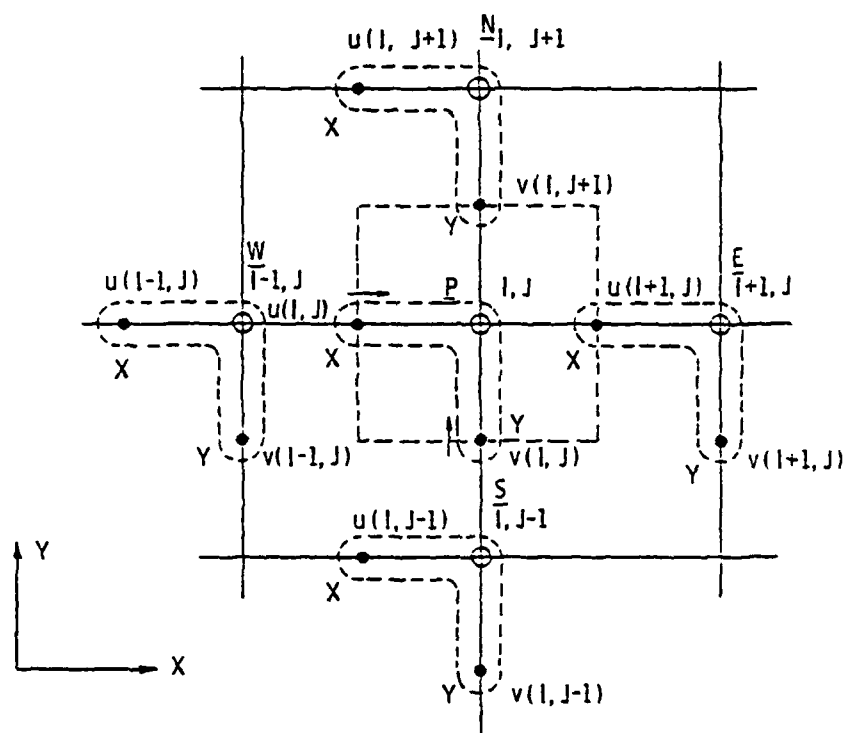 u(I, J+1) N I, J+1
X
v(I, J+1)
Y
W
I-1, J
u(I-1, J)
u(I, J)
P I, J
u(I+1, J)
E
I+1, J
X
X
X
Y
Y
Y
v(I-1, J)
v(I, J)
v(I+1, J)
S
I, J-1
u(I, J-1)
X
Y
X
Y
v(I, J-1)